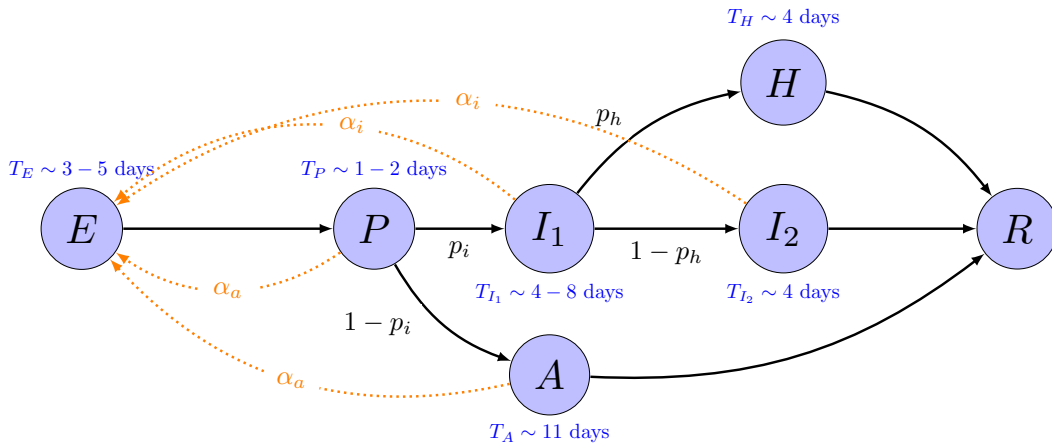 T_H ∼ 4 days
H
α_i
p_h
α_i
T_E ∼ 3 − 5 days
T_P ∼ 1 − 2 days
E
P
I_1
I_2
R
p_i
1 − p_h
α_a
T_{I_1} ∼ 4 − 8 days
T_{I_2} ∼ 4 days
1 − p_i
α_a
A
T_A ∼ 11 days